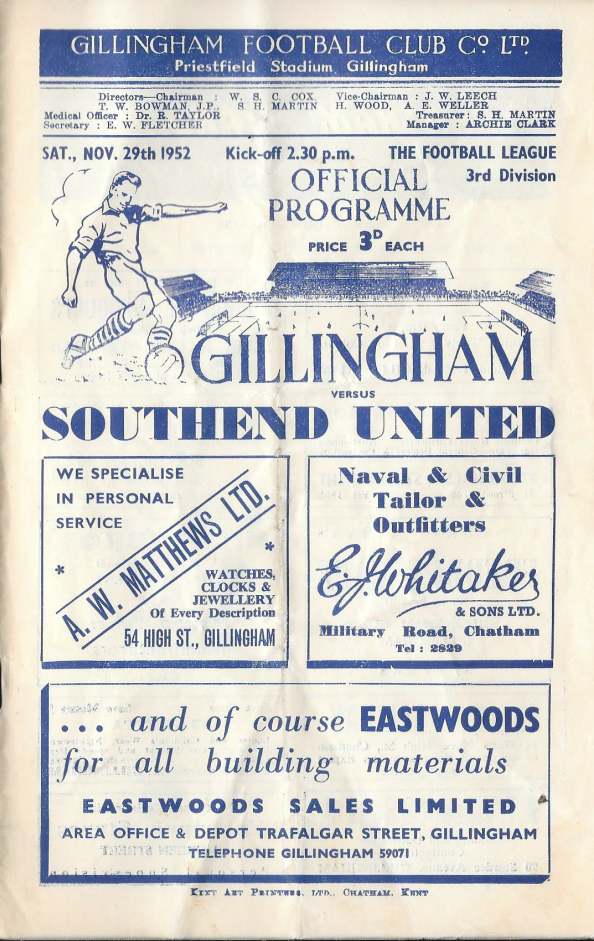 GILLINGHAM FOOTBALL CLUB Cº LTD.
Priestfield Stadium Gillingham
Directors—Chairman : W. S. C. COX. Vice-Chairman : J. W. LEECH
T. W. BOWMAN, J.P., S. H. MARTIN H. WOOD, A. E. WELLER
Medical Officer : Dr. R. TAYLOR Treasurer: S. H. MARTIN
Secretary : E. W. FLETCHER Manager : ARCHIE CLARK
SAT., NOV. 29th 1952 Kick-off 2.30 p.m. THE FOOTBALL LEAGUE
3rd Division
OFFICIAL
PROGRAMME
PRICE 3D EACH
GILLINGHAM
VERSUS
SOUTHEND UNITED
WE SPECIALISE
IN PERSONAL
SERVICE
* A. W. MATTHEWS LTD. *
WATCHES,
CLOCKS &
JEWELLERY
Of Every Description
54 HIGH ST., GILLINGHAM
Naval & Civil
Tailor &
Outfitters
E. J. Whitaker
& SONS LTD.
Military Road, Chatham
Tel : 2829
... and of course EASTWOODS
for all building materials
EASTWOODS SALES LIMITED
AREA OFFICE & DEPOT TRAFALGAR STREET, GILLINGHAM
TELEPHONE GILLINGHAM 59071
KENT ART PRINTERS, LTD., CHATHAM, KENT